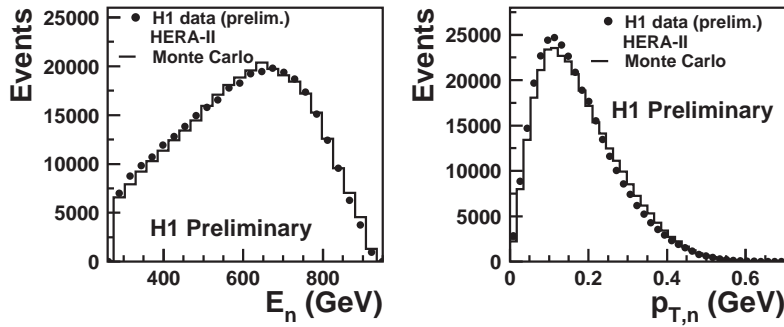 Events
30000
25000
20000
15000
10000
5000
0
H1 data (prelim.)
HERA-II
Monte Carlo
H1 Preliminary
400
600
800
E_n (GeV)
Events
30000
25000
20000
15000
10000
5000
0
H1 data (prelim.)
HERA-II
Monte Carlo
H1 Preliminary
0
0.2
0.4
0.6
p_T,n (GeV)